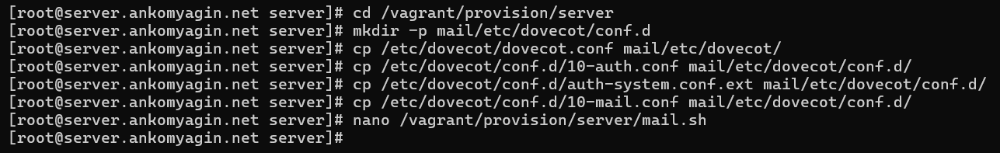 [root@server.ankomyagin.net server]# cd /vagrant/provision/server
[root@server.ankomyagin.net server]# mkdir -p mail/etc/dovecot/conf.d
[root@server.ankomyagin.net server]# cp /etc/dovecot/dovecot.conf mail/etc/dovecot/
[root@server.ankomyagin.net server]# cp /etc/dovecot/conf.d/10-auth.conf mail/etc/dovecot/conf.d/
[root@server.ankomyagin.net server]# cp /etc/dovecot/conf.d/auth-system.conf.ext mail/etc/dovecot/conf.d/
[root@server.ankomyagin.net server]# cp /etc/dovecot/conf.d/10-mail.conf mail/etc/dovecot/conf.d/
[root@server.ankomyagin.net server]# nano /vagrant/provision/server/mail.sh
[root@server.ankomyagin.net server]#